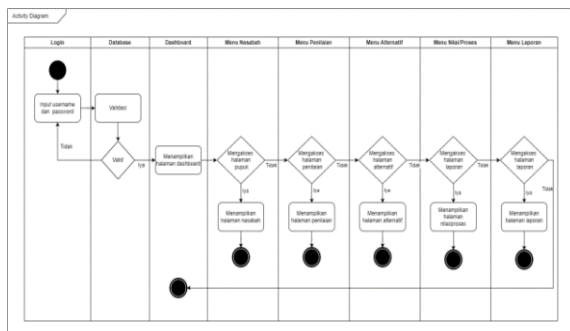 Activity Diagram
Login
Database
Dashboard
Menu Nasabah
Menu Penilaian
Menu Alternatif
Menu Nilai/Proses
Menu Laporan
Input username
dan password
Validasi
Tidak
Valid
Iya
Menampilkan
halaman dashboard
Mengakses
halaman
pupuk
Tidak
Iya
Menampilkan
halaman nasabah
Mengakses
halaman
penilaian
Tidak
Iya
Menampilkan
halaman penilaian
Mengakses
halaman
alternatif
Tidak
Iya
Menampilkan
halaman alternatif
Mengakses
halaman
laporan
Tidak
Iya
Menampilkan
halaman
nilai/proses
Mengakses
halaman
laporan
Tidak
Iya
Menampilkan
halaman laporan